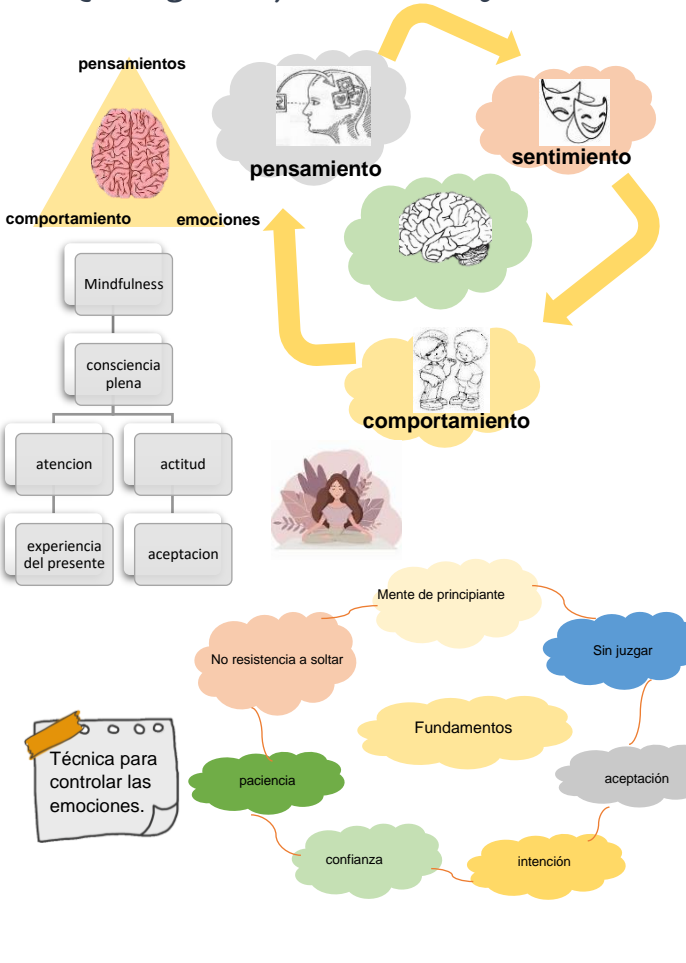 pensamientos
comportamiento
emociones
pensamiento
sentimiento
comportamiento
Mindfulness
consciencia
plena
atencion
actitud
experiencia
del presente
aceptacion
Mente de principiante
No resistencia a soltar
Sin juzgar
Fundamentos
Técnica para
controlar las
emociones.
paciencia
aceptación
confianza
intención